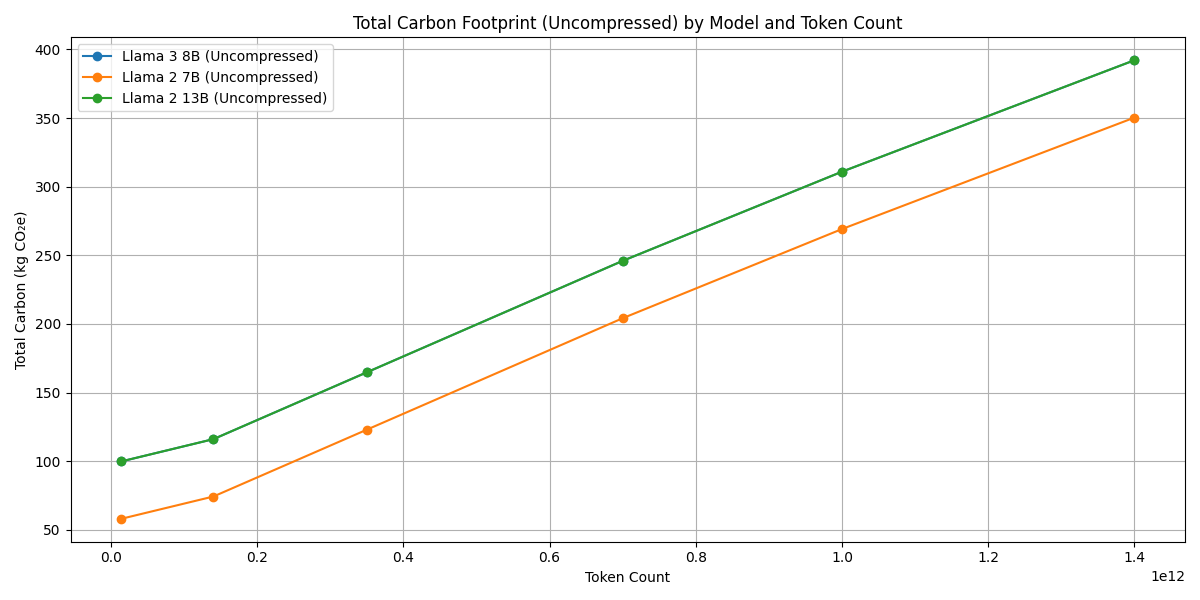 Total Carbon Footprint (Uncompressed) by Model and Token Count
Llama 3 8B (Uncompressed)
Llama 2 7B (Uncompressed)
Llama 2 13B (Uncompressed)
Total Carbon (kg CO₂e)
400
350
300
250
200
150
100
50
0.0 0.2 0.4 0.6 0.8 1.0 1.2 1.4
1e12
Token Count